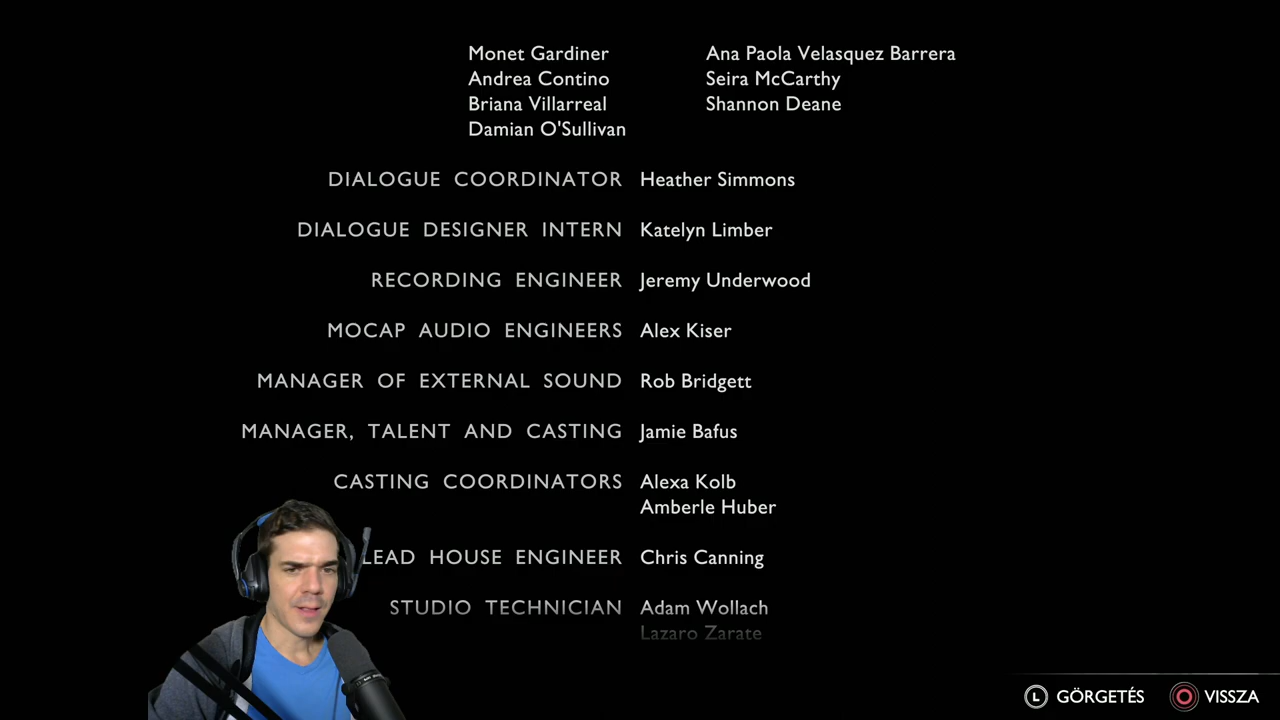 Monet Gardiner Ana Paola Velasquez Barrera
Andrea Contino Seira McCarthy
Briana Villarreal Shannon Deane
Damian O'Sullivan
DIALOGUE COORDINATOR Heather Simmons
DIALOGUE DESIGNER INTERN Katelyn Limber
RECORDING ENGINEER Jeremy Underwood
MOCAP AUDIO ENGINEERS Alex Kiser
MANAGER OF EXTERNAL SOUND Rob Bridgett
MANAGER, TALENT AND CASTING Jamie Bafus
CASTING COORDINATORS Alexa Kolb
Amberle Huber
LEAD HOUSE ENGINEER Chris Canning
STUDIO TECHNICIAN Adam Wollach
Lazaro Zarate
L GÖRGETÉS VISSZA